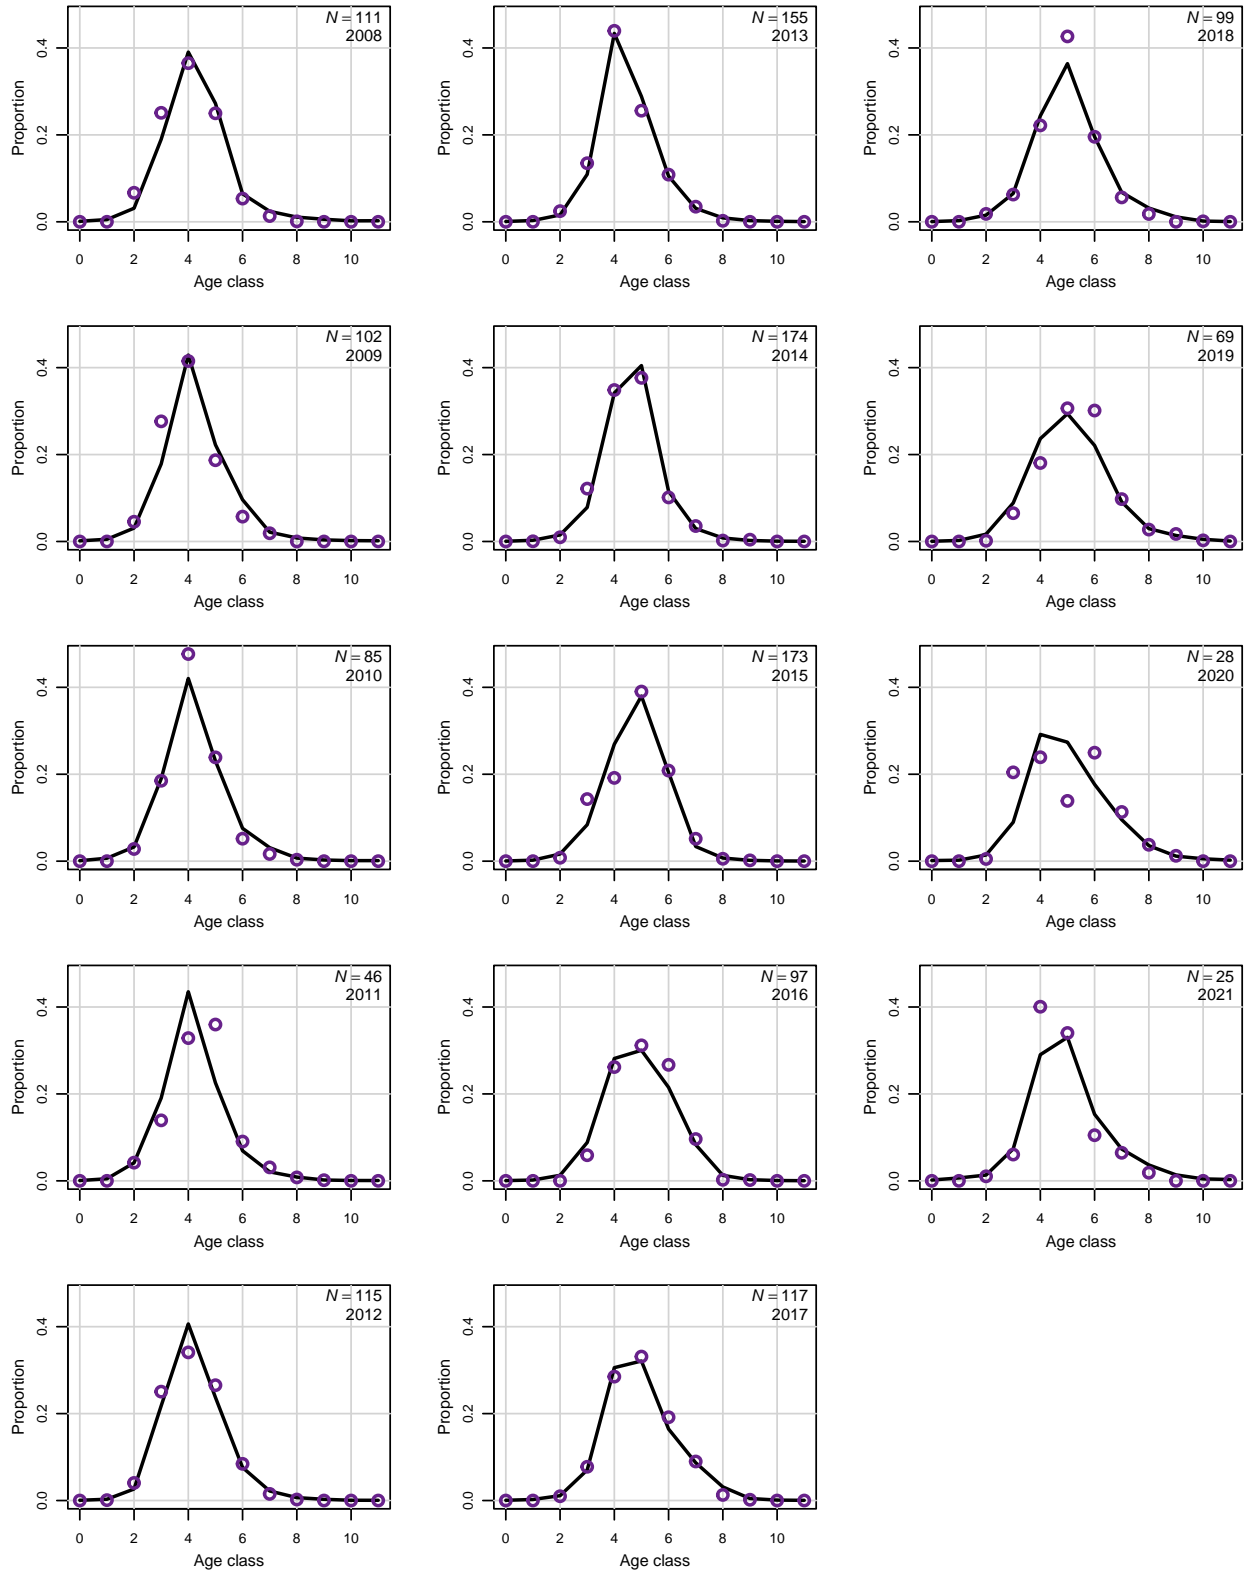 N = 111
2008
Proportion
0.0 0.2 0.4
0 2 4 6 8 10
Age class
N = 155
2013
Proportion
0.0 0.2 0.4
0 2 4 6 8 10
Age class
N = 99
2018
Proportion
0.0 0.2 0.4
0 2 4 6 8 10
Age class
N = 102
2009
Proportion
0.0 0.2 0.4
0 2 4 6 8 10
Age class
N = 174
2014
Proportion
0.0 0.2 0.4
0 2 4 6 8 10
Age class
N = 69
2019
Proportion
0.0 0.2 0.4
0 2 4 6 8 10
Age class
N = 85
2010
Proportion
0.0 0.2 0.4
0 2 4 6 8 10
Age class
N = 173
2015
Proportion
0.0 0.2 0.4
0 2 4 6 8 10
Age class
N = 28
2020
Proportion
0.0 0.2 0.4
0 2 4 6 8 10
Age class
N = 46
2011
Proportion
0.0 0.2 0.4
0 2 4 6 8 10
Age class
N = 97
2016
Proportion
0.0 0.2 0.4
0 2 4 6 8 10
Age class
N = 25
2021
Proportion
0.0 0.2 0.4
0 2 4 6 8 10
Age class
N = 115
2012
Proportion
0.0 0.2 0.4
0 2 4 6 8 10
Age class
N = 117
2017
Proportion
0.0 0.2 0.4
0 2 4 6 8 10
Age class